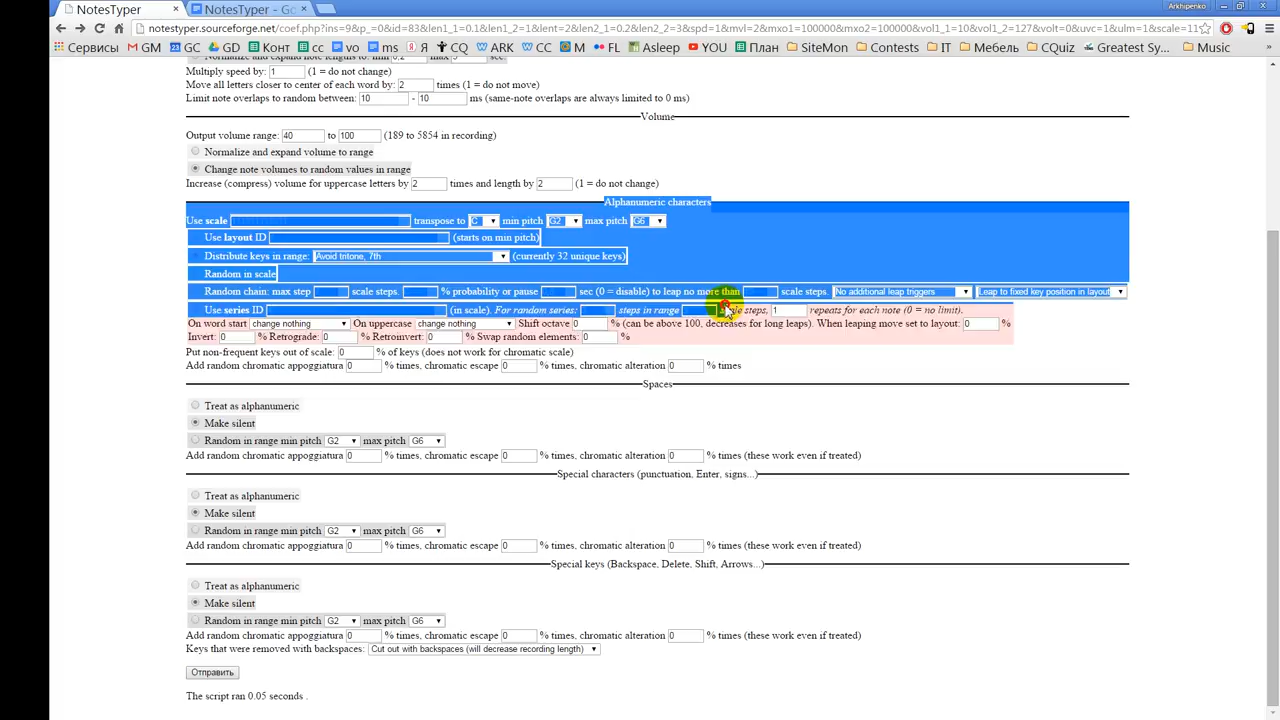 Arkhipenko
NotesTyper
NotesTyper - Go
notestyper.sourceforge.net/coef.php?ins=9&p_=0&id=83&len1_1=0.1&len1_2=1&lent=2&len2_1=0.2&len2_2=3&spd=1&mvl=2&mxo1=100000&mxo2=100000&vol1_1=10&vol1_2=127&volt=0&uvc=1&ulm=1&scale=11
Сервисы GM GC GD Конт cc vo ms Я CQ ARK CC M FL Asleep YOU План SiteMon Contests IT Мебель CQuiz Greatest Sy... Music
Normalize and expand note lengths to: min 0,2 max 3 sec.
Multiply speed by: 1 (1 = do not change)
Move all letters closer to center of each word by: 2 times (1 = do not move)
Limit note overlaps to random between: 10 - 10 ms (same-note overlaps are always limited to 0 ms)
Volume
Output volume range: 40 to 100 (189 to 5854 in recording)
Normalize and expand volume to range
Change note volumes to random values in range
Increase (compress) volume for uppercase letters by 2 times and length by 2 (1 = do not change)
Alphanumeric characters
Use scale transpose to C min pitch G2 max pitch G6
Use layout ID (starts on min pitch)
Distribute keys in range: Avoid tritone, 7th (currently 32 unique keys)
Random in scale
Random chain: max step scale steps. % probability or pause sec (0 = disable) to leap no more than scale steps. No additional leap triggers Leap to fixed key position in layout
Use series ID (in scale). For random series: steps in range scale steps, 1 repeats for each note (0 = no limit).
On word start change nothing On uppercase change nothing Shift octave 0 % (can be above 100, decreases for long leaps). When leaping move set to layout: 0 %
Invert: 0 % Retrograde: 0 % Retroinvert: 0 % Swap random elements: 0 %
Put non-frequent keys out of scale: 0 % of keys (does not work for chromatic scale)
Add random chromatic appoggiatura 0 % times, chromatic escape 0 % times, chromatic alteration 0 % times
Spaces
Treat as alphanumeric
Make silent
Random in range min pitch G2 max pitch G6
Add random chromatic appoggiatura 0 % times, chromatic escape 0 % times, chromatic alteration 0 % times (these work even if treated)
Special characters (punctuation, Enter, signs...)
Treat as alphanumeric
Make silent
Random in range min pitch G2 max pitch G6
Add random chromatic appoggiatura 0 % times, chromatic escape 0 % times, chromatic alteration 0 % times (these work even if treated)
Special keys (Backspace, Delete, Shift, Arrows...)
Treat as alphanumeric
Make silent
Random in range min pitch G2 max pitch G6
Add random chromatic appoggiatura 0 % times, chromatic escape 0 % times, chromatic alteration 0 % times (these work even if treated)
Keys that were removed with backspaces: Cut out with backspaces (will decrease recording length)
Отправить
The script ran 0.05 seconds .